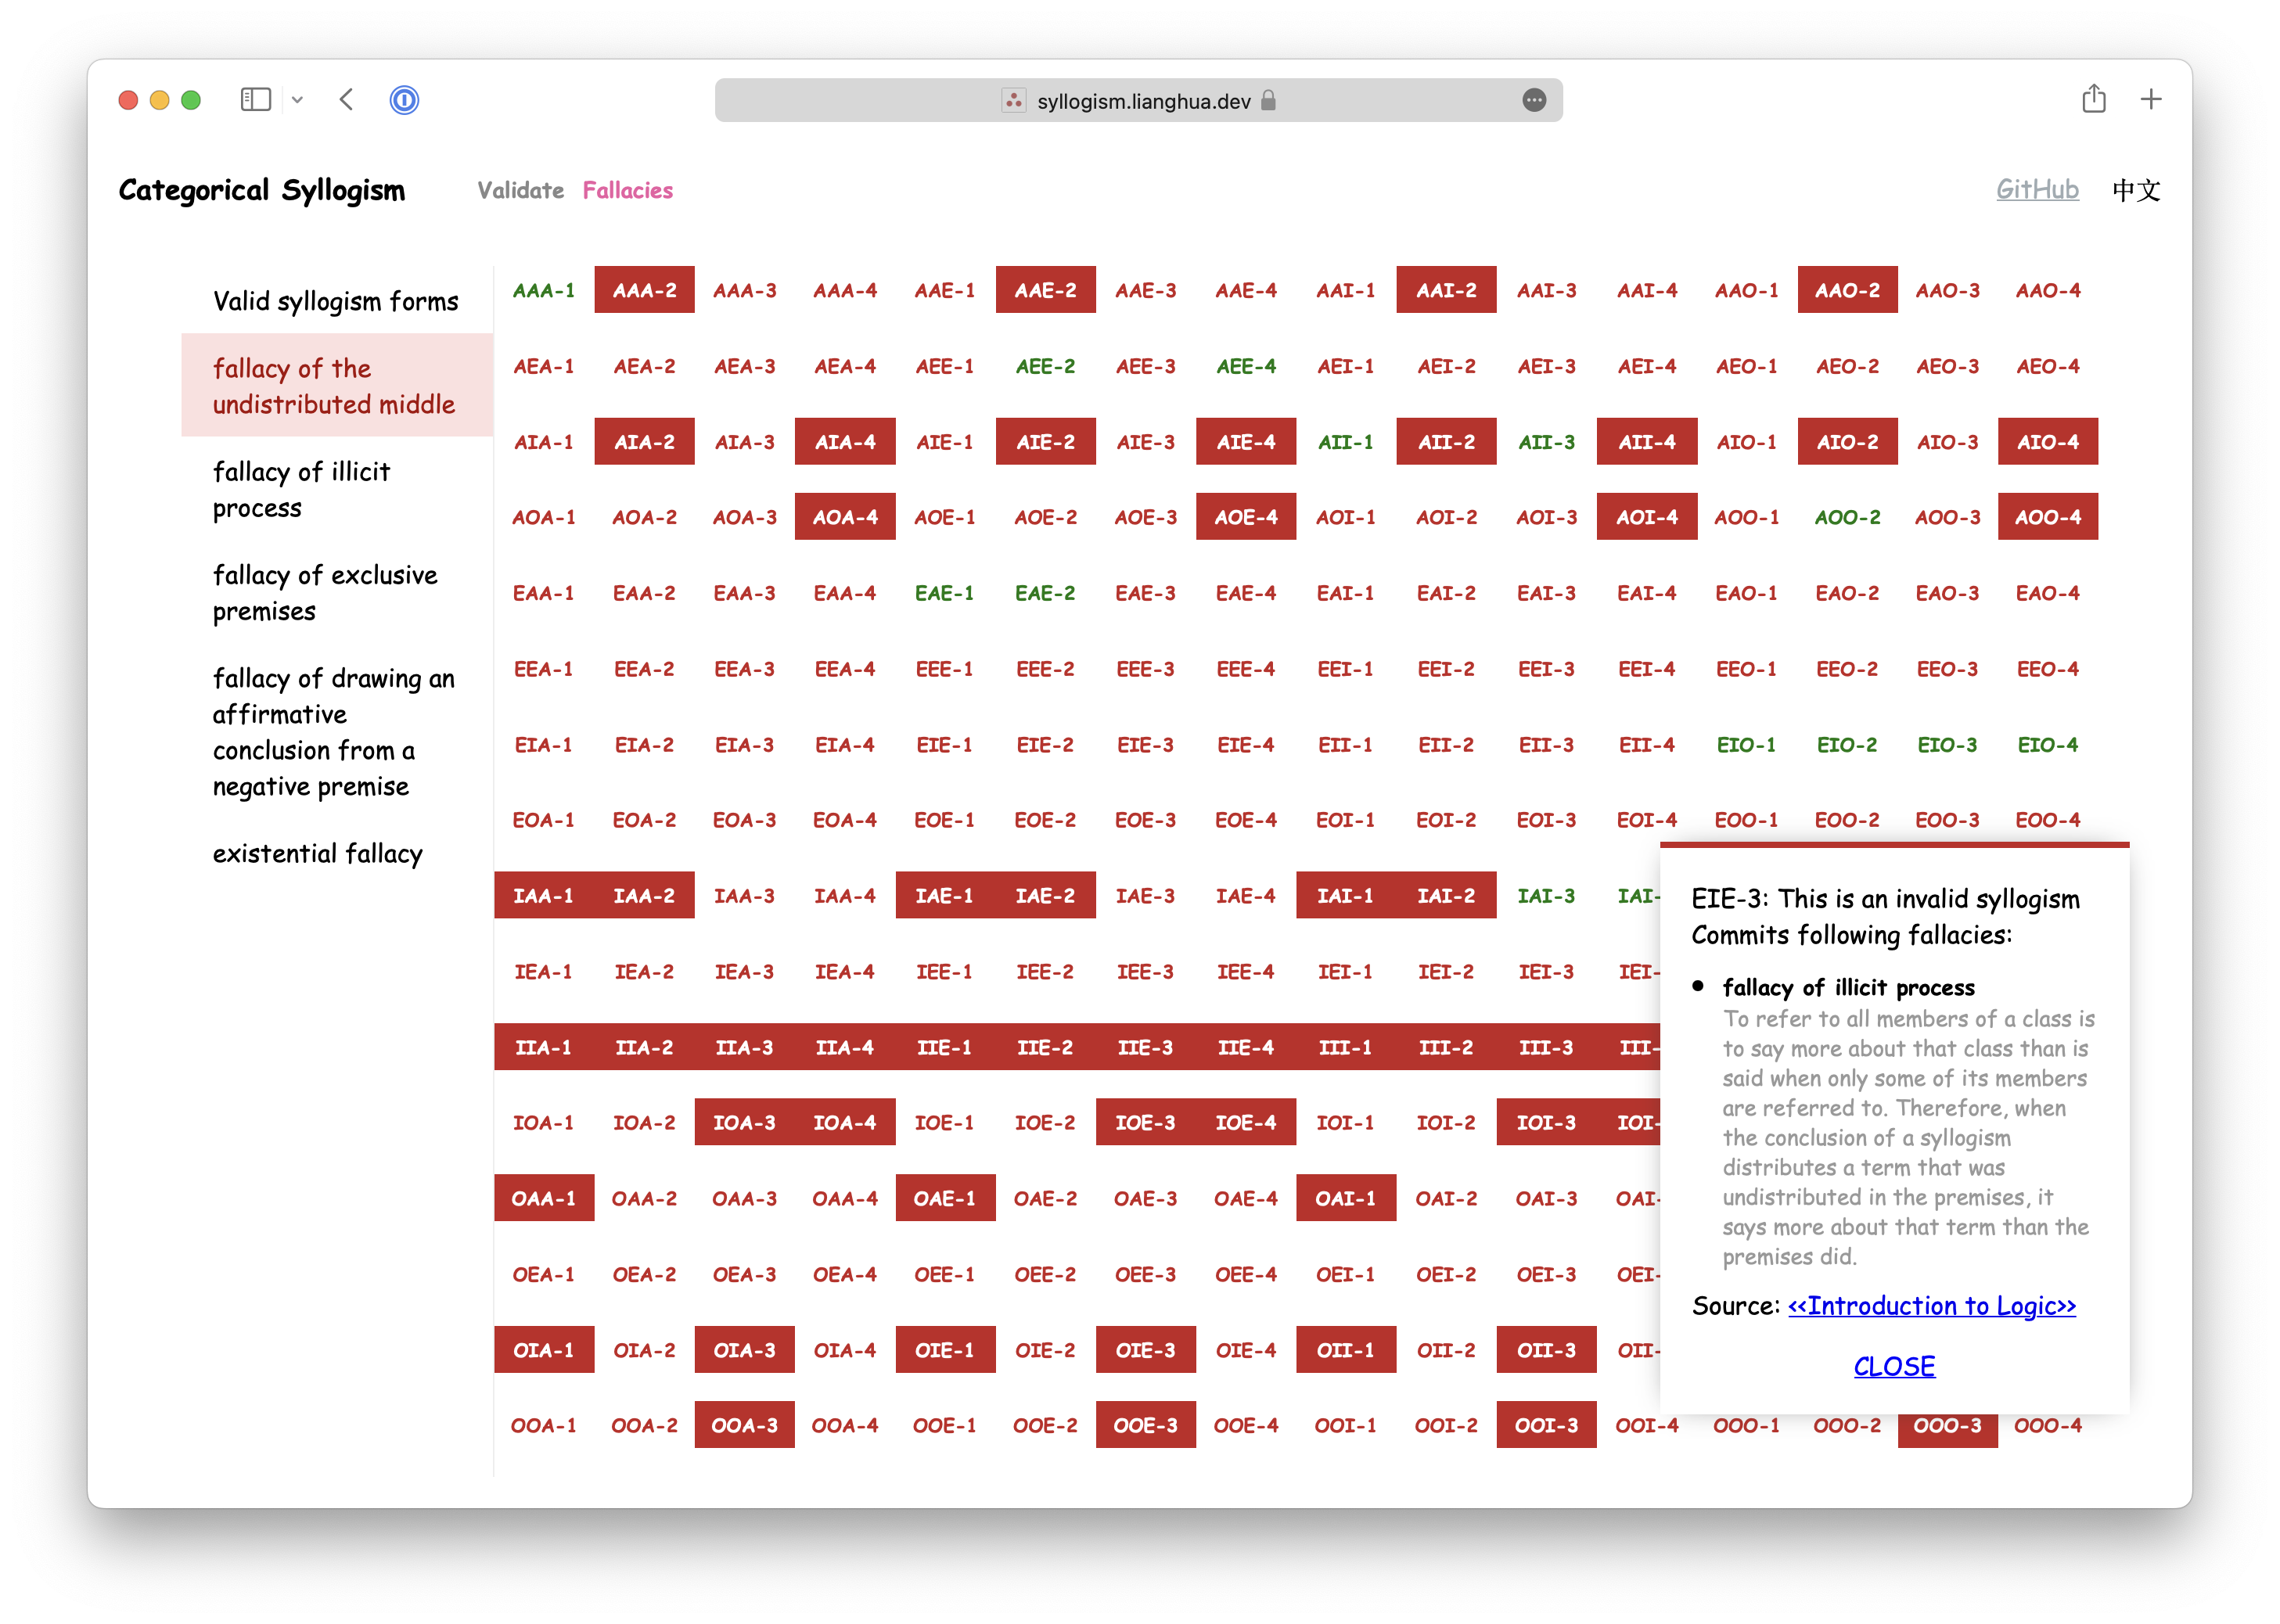 syllogism.lianghua.dev
Categorical Syllogism Validate Fallacies GitHub 中文
Valid syllogism forms
fallacy of the
undistributed middle
fallacy of illicit
process
fallacy of exclusive
premises
fallacy of drawing an
affirmative
conclusion from a
negative premise
existential fallacy
AAA-1 AAA-2 AAA-3 AAA-4 AAE-1 AAE-2 AAE-3 AAE-4 AAI-1 AAI-2 AAI-3 AAI-4 AAO-1 AAO-2 AAO-3 AAO-4
AEA-1 AEA-2 AEA-3 AEA-4 AEE-1 AEE-2 AEE-3 AEE-4 AEI-1 AEI-2 AEI-3 AEI-4 AEO-1 AEO-2 AEO-3 AEO-4
AIA-1 AIA-2 AIA-3 AIA-4 AIE-1 AIE-2 AIE-3 AIE-4 AII-1 AII-2 AII-3 AII-4 AIO-1 AIO-2 AIO-3 AIO-4
AOA-1 AOA-2 AOA-3 AOA-4 AOE-1 AOE-2 AOE-3 AOE-4 AOI-1 AOI-2 AOI-3 AOI-4 AOO-1 AOO-2 AOO-3 AOO-4
EAA-1 EAA-2 EAA-3 EAA-4 EAE-1 EAE-2 EAE-3 EAE-4 EAI-1 EAI-2 EAI-3 EAI-4 EAO-1 EAO-2 EAO-3 EAO-4
EEA-1 EEA-2 EEA-3 EEA-4 EEE-1 EEE-2 EEE-3 EEE-4 EEI-1 EEI-2 EEI-3 EEI-4 EEO-1 EEO-2 EEO-3 EEO-4
EIA-1 EIA-2 EIA-3 EIA-4 EIE-1 EIE-2 EIE-3 EIE-4 EII-1 EII-2 EII-3 EII-4 EIO-1 EIO-2 EIO-3 EIO-4
EOA-1 EOA-2 EOA-3 EOA-4 EOE-1 EOE-2 EOE-3 EOE-4 EOI-1 EOI-2 EOI-3 EOI-4 EOO-1 EOO-2 EOO-3 EOO-4
IAA-1 IAA-2 IAA-3 IAA-4 IAE-1 IAE-2 IAE-3 IAE-4 IAI-1 IAI-2 IAI-3 IAI-
IEA-1 IEA-2 IEA-3 IEA-4 IEE-1 IEE-2 IEE-3 IEE-4 IEI-1 IEI-2 IEI-3 IEI-
IIA-1 IIA-2 IIA-3 IIA-4 IIE-1 IIE-2 IIE-3 IIE-4 III-1 III-2 III-3 III-
IOA-1 IOA-2 IOA-3 IOA-4 IOE-1 IOE-2 IOE-3 IOE-4 IOI-1 IOI-2 IOI-3 IOI-
OAA-1 OAA-2 OAA-3 OAA-4 OAE-1 OAE-2 OAE-3 OAE-4 OAI-1 OAI-2 OAI-3 OAI-
OEA-1 OEA-2 OEA-3 OEA-4 OEE-1 OEE-2 OEE-3 OEE-4 OEI-1 OEI-2 OEI-3 OEI-
OIA-1 OIA-2 OIA-3 OIA-4 OIE-1 OIE-2 OIE-3 OIE-4 OII-1 OII-2 OII-3 OII-
OOA-1 OOA-2 OOA-3 OOA-4 OOE-1 OOE-2 OOE-3 OOE-4 OOI-1 OOI-2 OOI-3 OOI-4 OOO-1 OOO-2 OOO-3 OOO-4
EIE-3: This is an invalid syllogism
Commits following fallacies:
• fallacy of illicit process
To refer to all members of a class is
to say more about that class than is
said when only some of its members
are referred to. Therefore, when
the conclusion of a syllogism
distributes a term that was
undistributed in the premises, it
says more about that term than the
premises did.
Source: <<Introduction to Logic>>
CLOSE